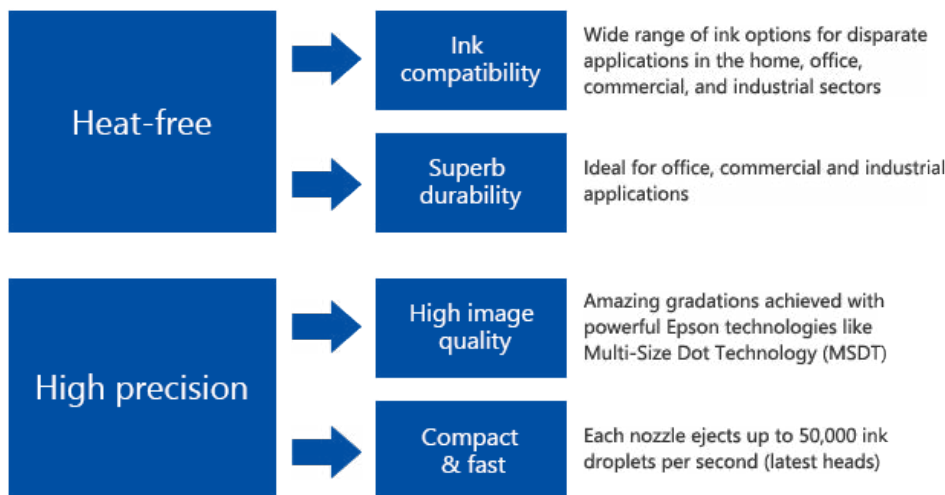 Heat-free
Ink
compatibility
Wide range of ink options for disparate
applications in the home, office,
commercial, and industrial sectors
Superb
durability
Ideal for office, commercial and industrial
applications
High precision
High image
quality
Amazing gradations achieved with
powerful Epson technologies like
Multi-Size Dot Technology (MSDT)
Compact
& fast
Each nozzle ejects up to 50,000 ink
droplets per second (latest heads)